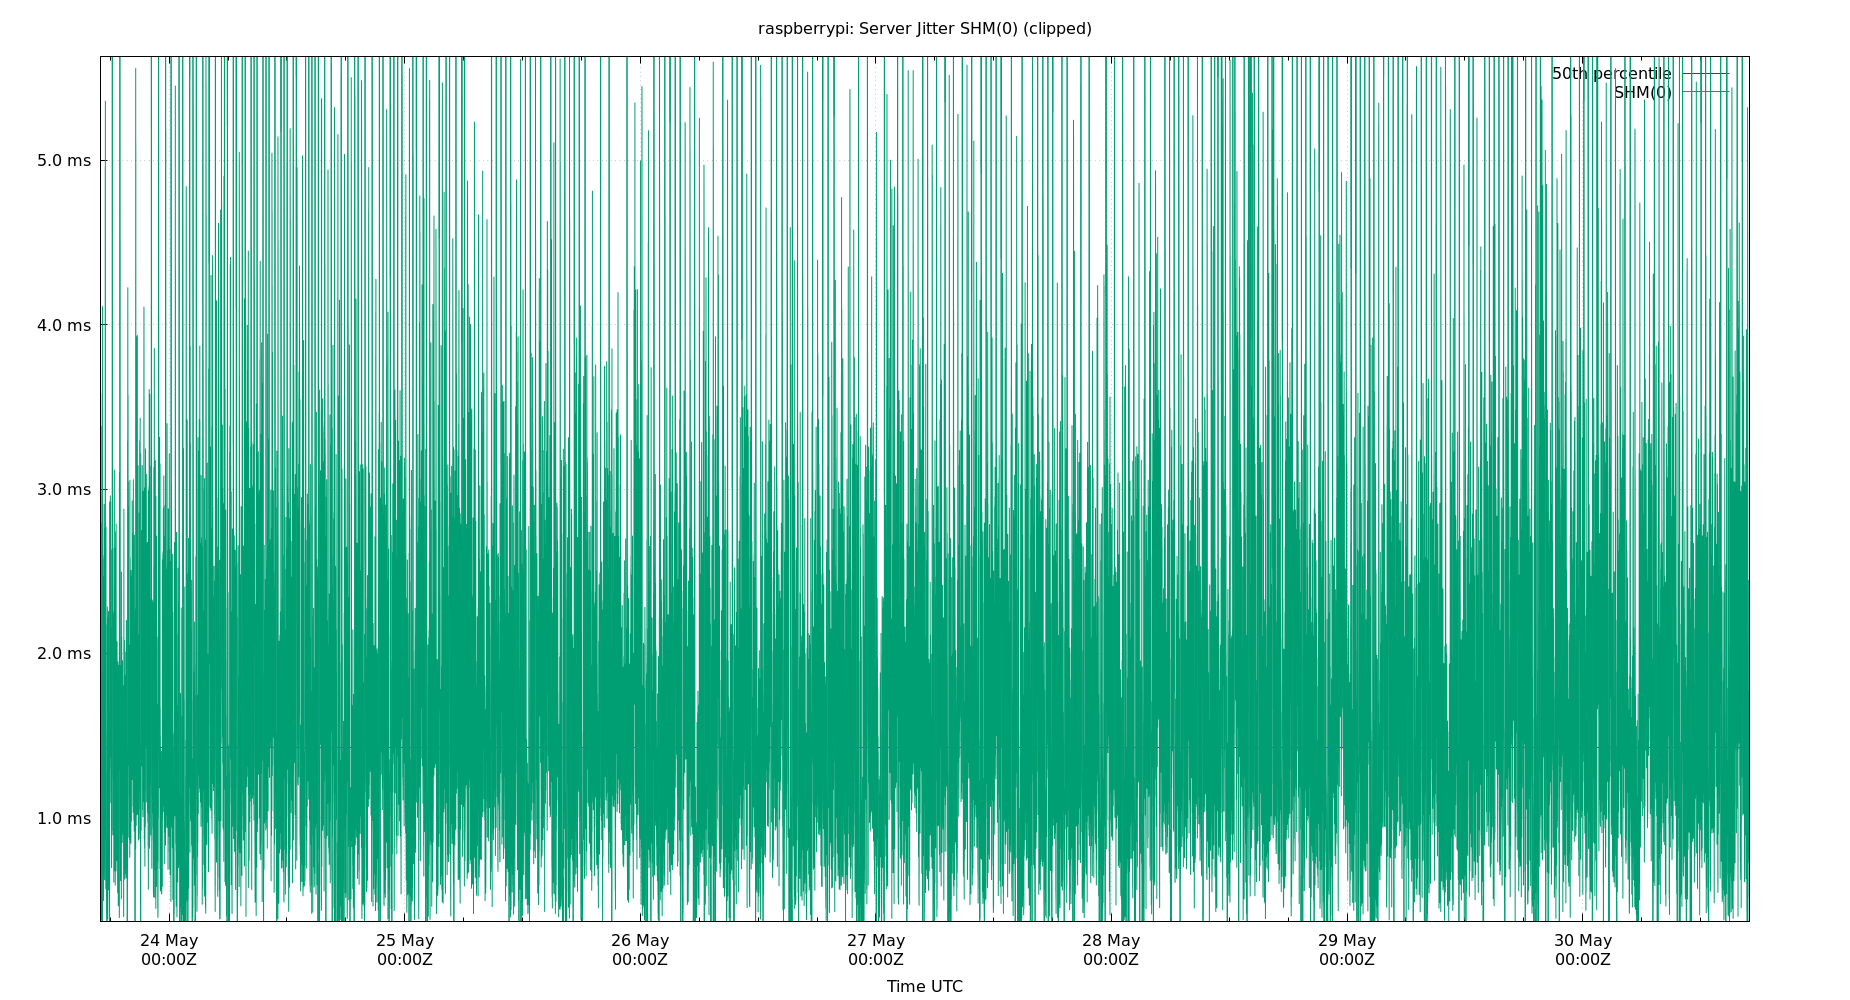 raspberrypi: Server Jitter SHM(0) (clipped)
50th percentile
SHM(0)
5.0 ms
4.0 ms
3.0 ms
2.0 ms
1.0 ms
24 May 25 May 26 May 27 May 28 May 29 May 30 May
00:00Z 00:00Z 00:00Z 00:00Z 00:00Z 00:00Z 00:00Z
Time UTC